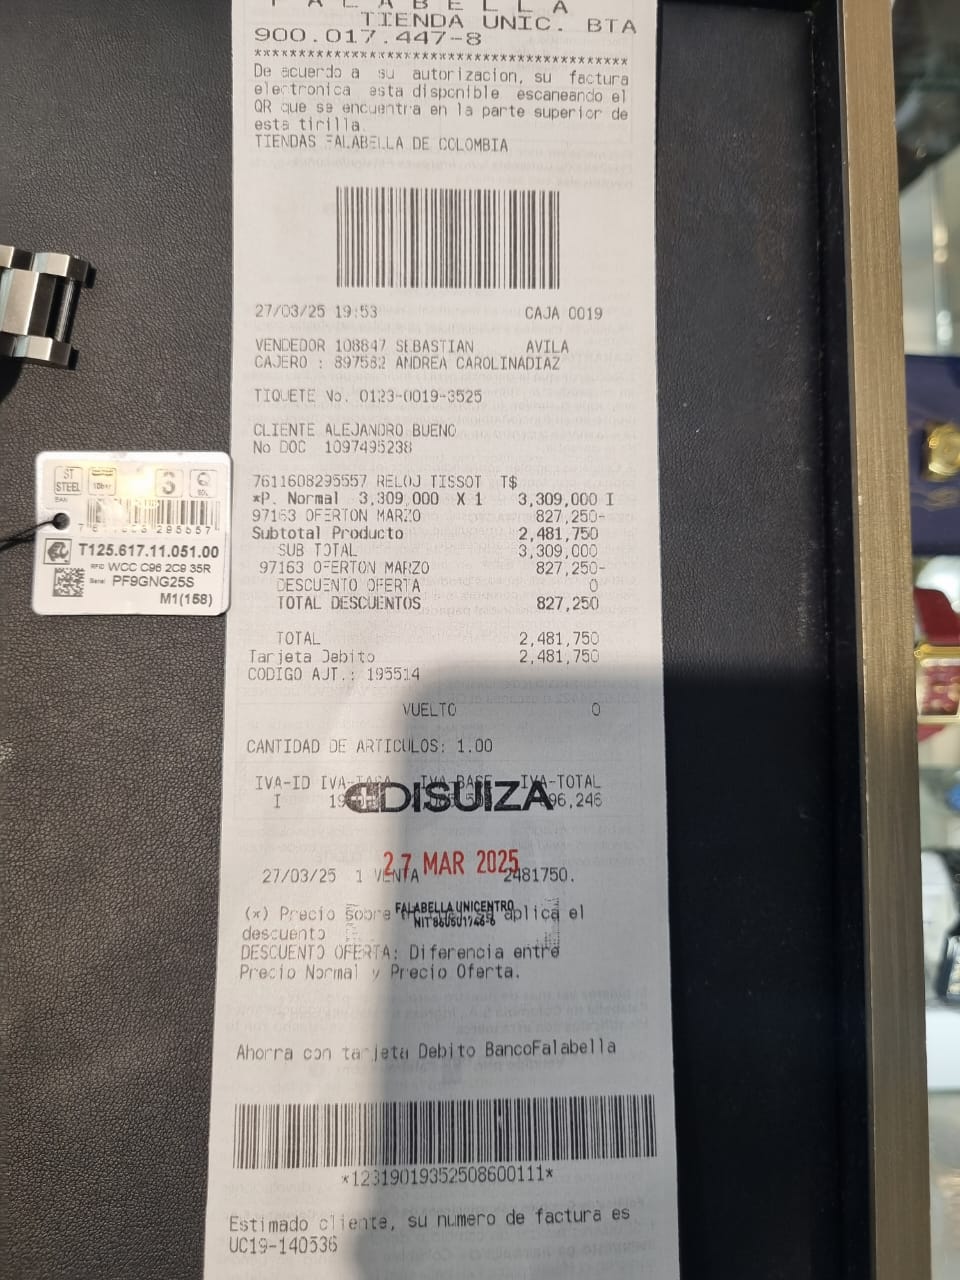 FALABELLA
TIENDA UNIC. BTA
900.017.447-8
De acuerdo a su autorizacion, su factura
electronica esta disponible escaneando el
QR que se encuentra en la parte superior de
esta tirilla.
TIENDAS FALABELLA DE COLOMBIA
27/03/25 19:53 CAJA 0019
VENDEDOR 108847 SEBASTIAN AVILA
CAJERO : 897582 ANDREA CAROLINADIAZ
TIQUETE No. 0123-0019-3525
CLIENTE ALEJANDRO BUENO
No DOC 1097495238
7611608295557 RELOJ TISSOT T$
*P. Normal 3,309,000 X 1 3,309,000 I
97163 OFERTON MARZO 827,250-
Subtotal Producto 2,481,750
SUB TOTAL 3,309,000
97163 OFERTON MARZO 827,250-
DESCUENTO OFERTA 0
TOTAL DESCUENTOS 827,250
TOTAL 2,481,750
Tarjeta Debito 2,481,750
CODIGO AUT.: 195514
VUELTO 0
CANTIDAD DE ARTICULOS: 1.00
IVA-ID IVA-TASA IVA-BASE IVA-TOTAL
I
DISUIZA
27 MAR 2025
27/03/25 1 VENTA 2481750.
FALABELLA UNICENTRO
(*) Precio sobre aplica el
descuento
DESCUENTO OFERTA: Diferencia entre
Precio Normal y Precio Oferta.
Ahorra con tarjeta Debito BancoFalabella
*12319019352508600111*
Estimado cliente, su numero de factura es
UC19-140536
ST
STEEL
T125.617.11.051.00
RFID WCC C96 2C9 35R
Serial PF9GNG25S
M1(158)